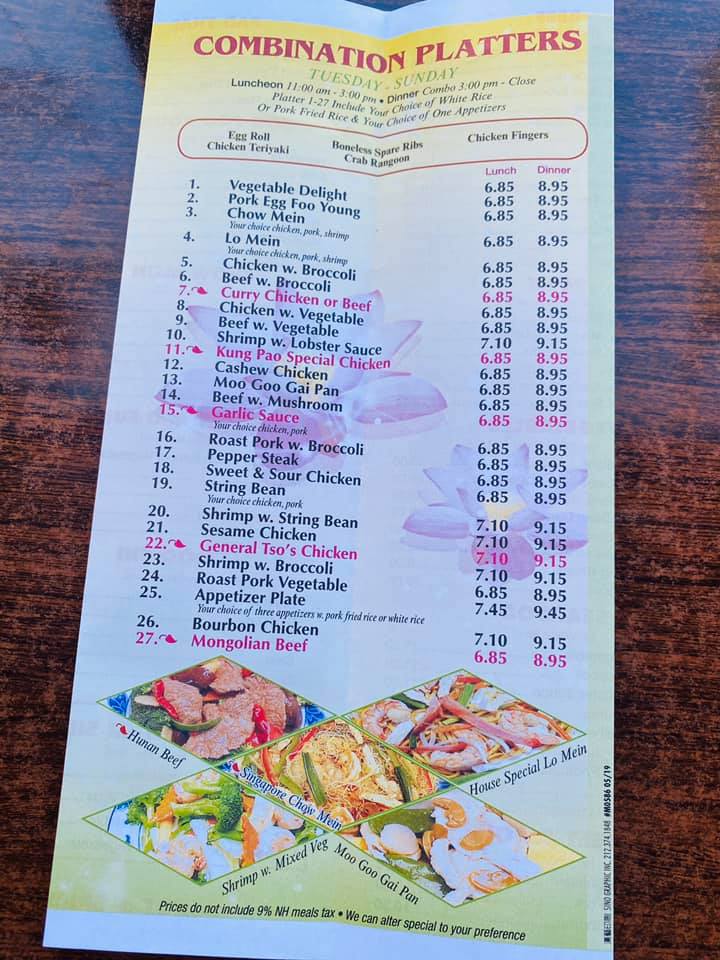 COMBINATION PLATTERS
TUESDAY - SUNDAY
Luncheon 11:00 am - 3:00 pm • Dinner Combo 3:00 pm - Close
Platter 1-27 Include Your Choice of White Rice
Or Pork Fried Rice & Your Choice of One Appetizers
Egg Roll Boneless Spare Ribs Chicken Fingers
Chicken Teriyaki Crab Rangoon
Lunch Dinner
1. Vegetable Delight 6.85 8.95
2. Pork Egg Foo Young 6.85 8.95
3. Chow Mein 6.85 8.95
Your choice chicken, pork, shrimp
4. Lo Mein 6.85 8.95
Your choice chicken, pork, shrimp
5. Chicken w. Broccoli 6.85 8.95
6. Beef w. Broccoli 6.85 8.95
7. Curry Chicken or Beef 6.85 8.95
8. Chicken w. Vegetable 6.85 8.95
9. Beef w. Vegetable 6.85 8.95
10. Shrimp w. Lobster Sauce 7.10 9.15
11. Kung Pao Special Chicken 6.85 8.95
12. Cashew Chicken 6.85 8.95
13. Moo Goo Gai Pan 6.85 8.95
14. Beef w. Mushroom 6.85 8.95
15. Garlic Sauce 6.85 8.95
Your choice chicken, pork
16. Roast Pork w. Broccoli 6.85 8.95
17. Pepper Steak 6.85 8.95
18. Sweet & Sour Chicken 6.85 8.95
19. String Bean 6.85 8.95
Your choice chicken, pork
20. Shrimp w. String Bean 7.10 9.15
21. Sesame Chicken 7.10 9.15
22. General Tso's Chicken 7.10 9.15
23. Shrimp w. Broccoli 7.10 9.15
24. Roast Pork Vegetable 6.85 8.95
25. Appetizer Plate 7.45 9.45
Your choice of three appetizers w. pork fried rice or white rice
26. Bourbon Chicken 7.10 9.15
27. Mongolian Beef 6.85 8.95
Hunan Beef
House Special Lo Mein
Singapore Chow Mein
Shrimp w. Mixed Veg
Moo Goo Gai Pan
Prices do not include 9% NH meals tax • We can alter special to your preference
SINO GRAPHIC INC. 212.374.1848 #M0586 05/19